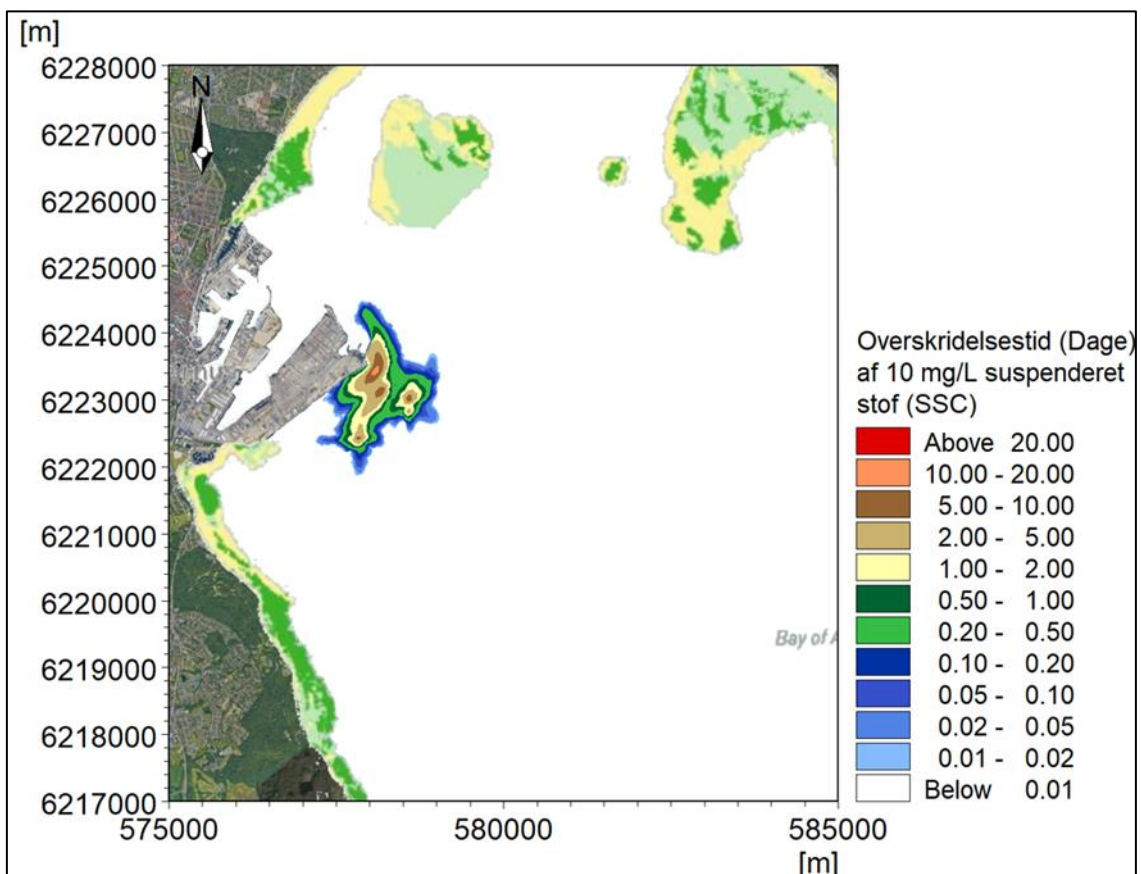 [m]
6228000
6227000
6226000
6225000
6224000
6223000
6222000
6221000
6220000
6219000
6218000
6217000
575000
580000
585000
[m]
N
Bay of A
Overskridelsestid (Dage)
af 10 mg/L suspenderet
stof (SSC)
Above 20.00
10.00 - 20.00
5.00 - 10.00
2.00 - 5.00
1.00 - 2.00
0.50 - 1.00
0.20 - 0.50
0.10 - 0.20
0.05 - 0.10
0.02 - 0.05
0.01 - 0.02
Below 0.01